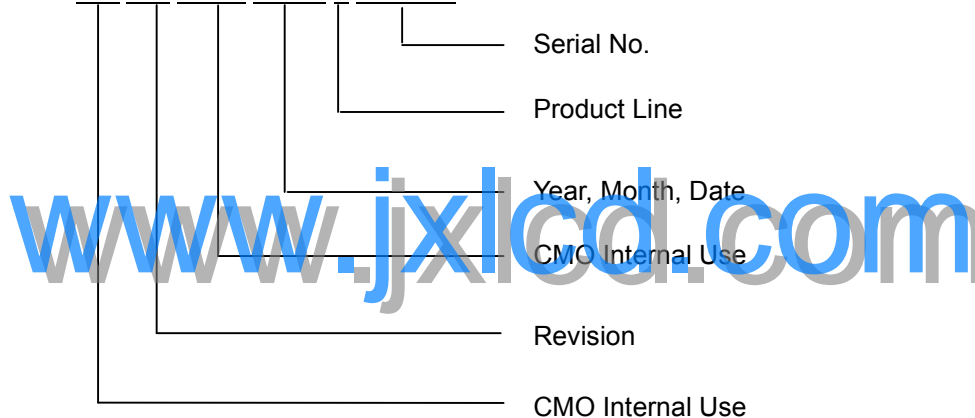 Serial No.
Product Line
Year, Month, Date
www.jxlcd.com
CMO Internal Use
Revision
CMO Internal Use